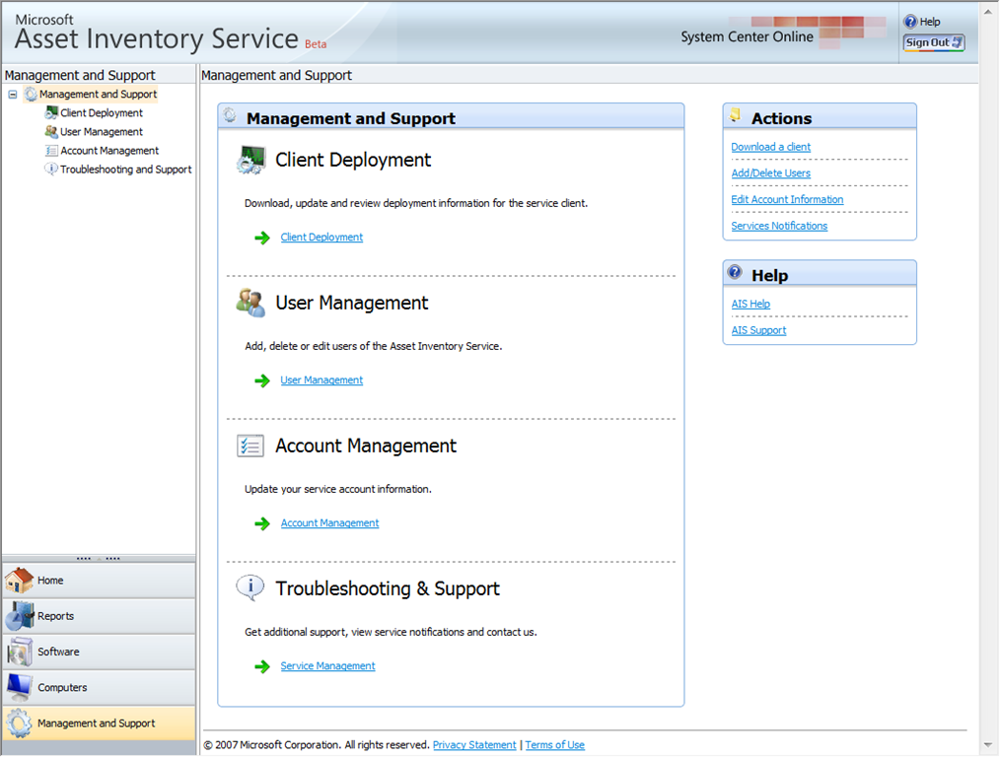 Microsoft
Asset Inventory Service Beta
System Center Online
Help
Sign Out
Management and Support
Management and Support
Client Deployment
User Management
Account Management
Troubleshooting and Support
Home
Reports
Software
Computers
Management and Support
Management and Support
Management and Support
Client Deployment
Download, update and review deployment information for the service client.
Client Deployment
User Management
Add, delete or edit users of the Asset Inventory Service.
User Management
Account Management
Update your service account information.
Account Management
Troubleshooting & Support
Get additional support, view service notifications and contact us.
Service Management
Actions
Download a client
Add/Delete Users
Edit Account Information
Services Notifications
Help
AIS Help
AIS Support
© 2007 Microsoft Corporation. All rights reserved. Privacy Statement | Terms of Use